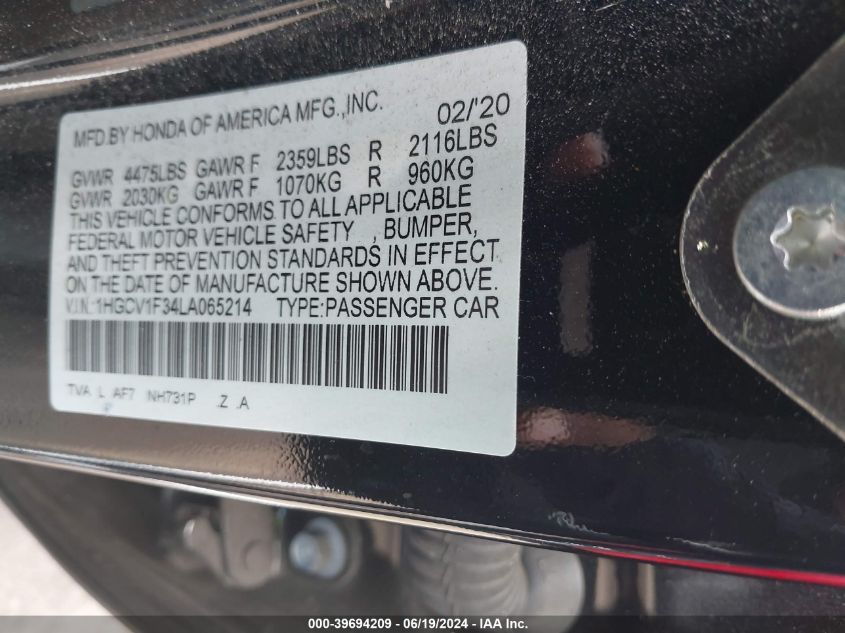 MFD.BY HONDA OF AMERICA MFG.,INC. 02/'20
GVWR 4475LBS GAWR F 2359LBS R 2116LBS
GVWR 2030KG GAWR F 1070KG R 960KG
THIS VEHICLE CONFORMS TO ALL APPLICABLE
FEDERAL MOTOR VEHICLE SAFETY , BUMPER,
AND THEFT PREVENTION STANDARDS IN EFFECT
ON THE DATE OF MANUFACTURE SHOWN ABOVE.
V.I.N.:1HGCV1F34LA065214 TYPE:PASSENGER CAR
TVA L AF7 NH731P .Z .A
000-39694209 - 06/19/2024 - IAA Inc.